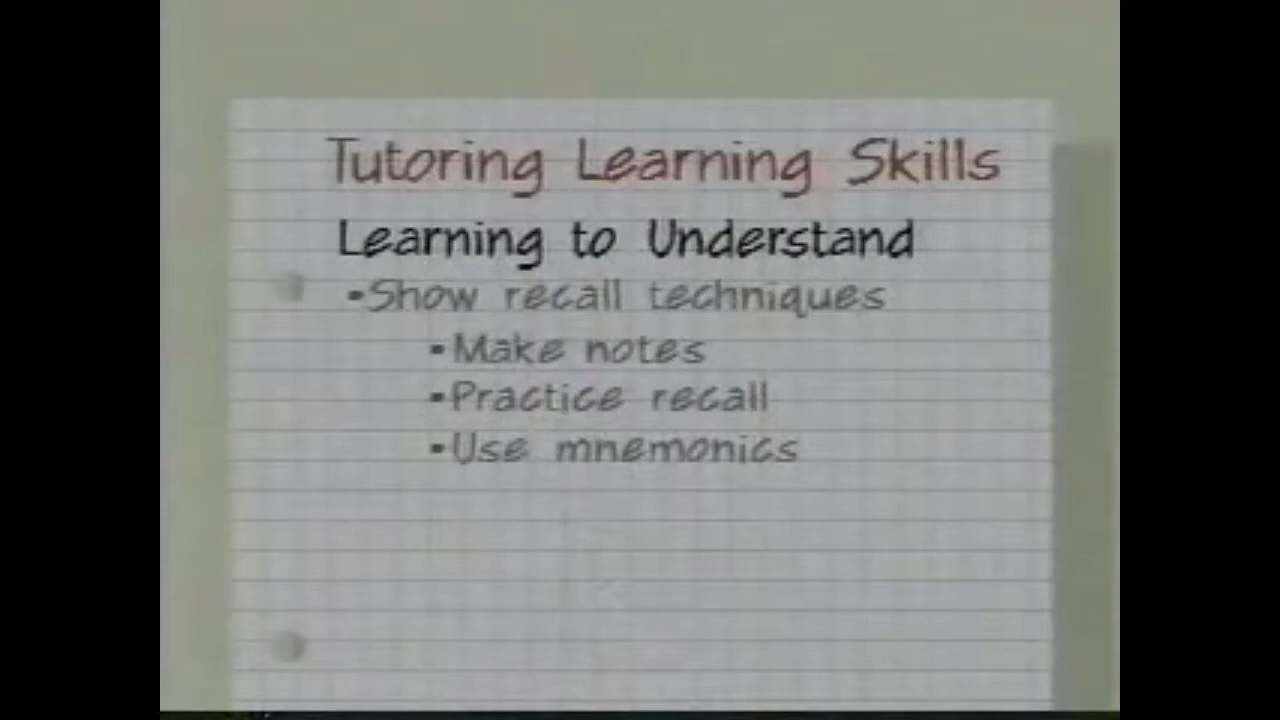 Tutoring Learning Skills
Learning to Understand
▪Show recall techniques
▪Make notes
▪Practice recall
▪Use mnemonics